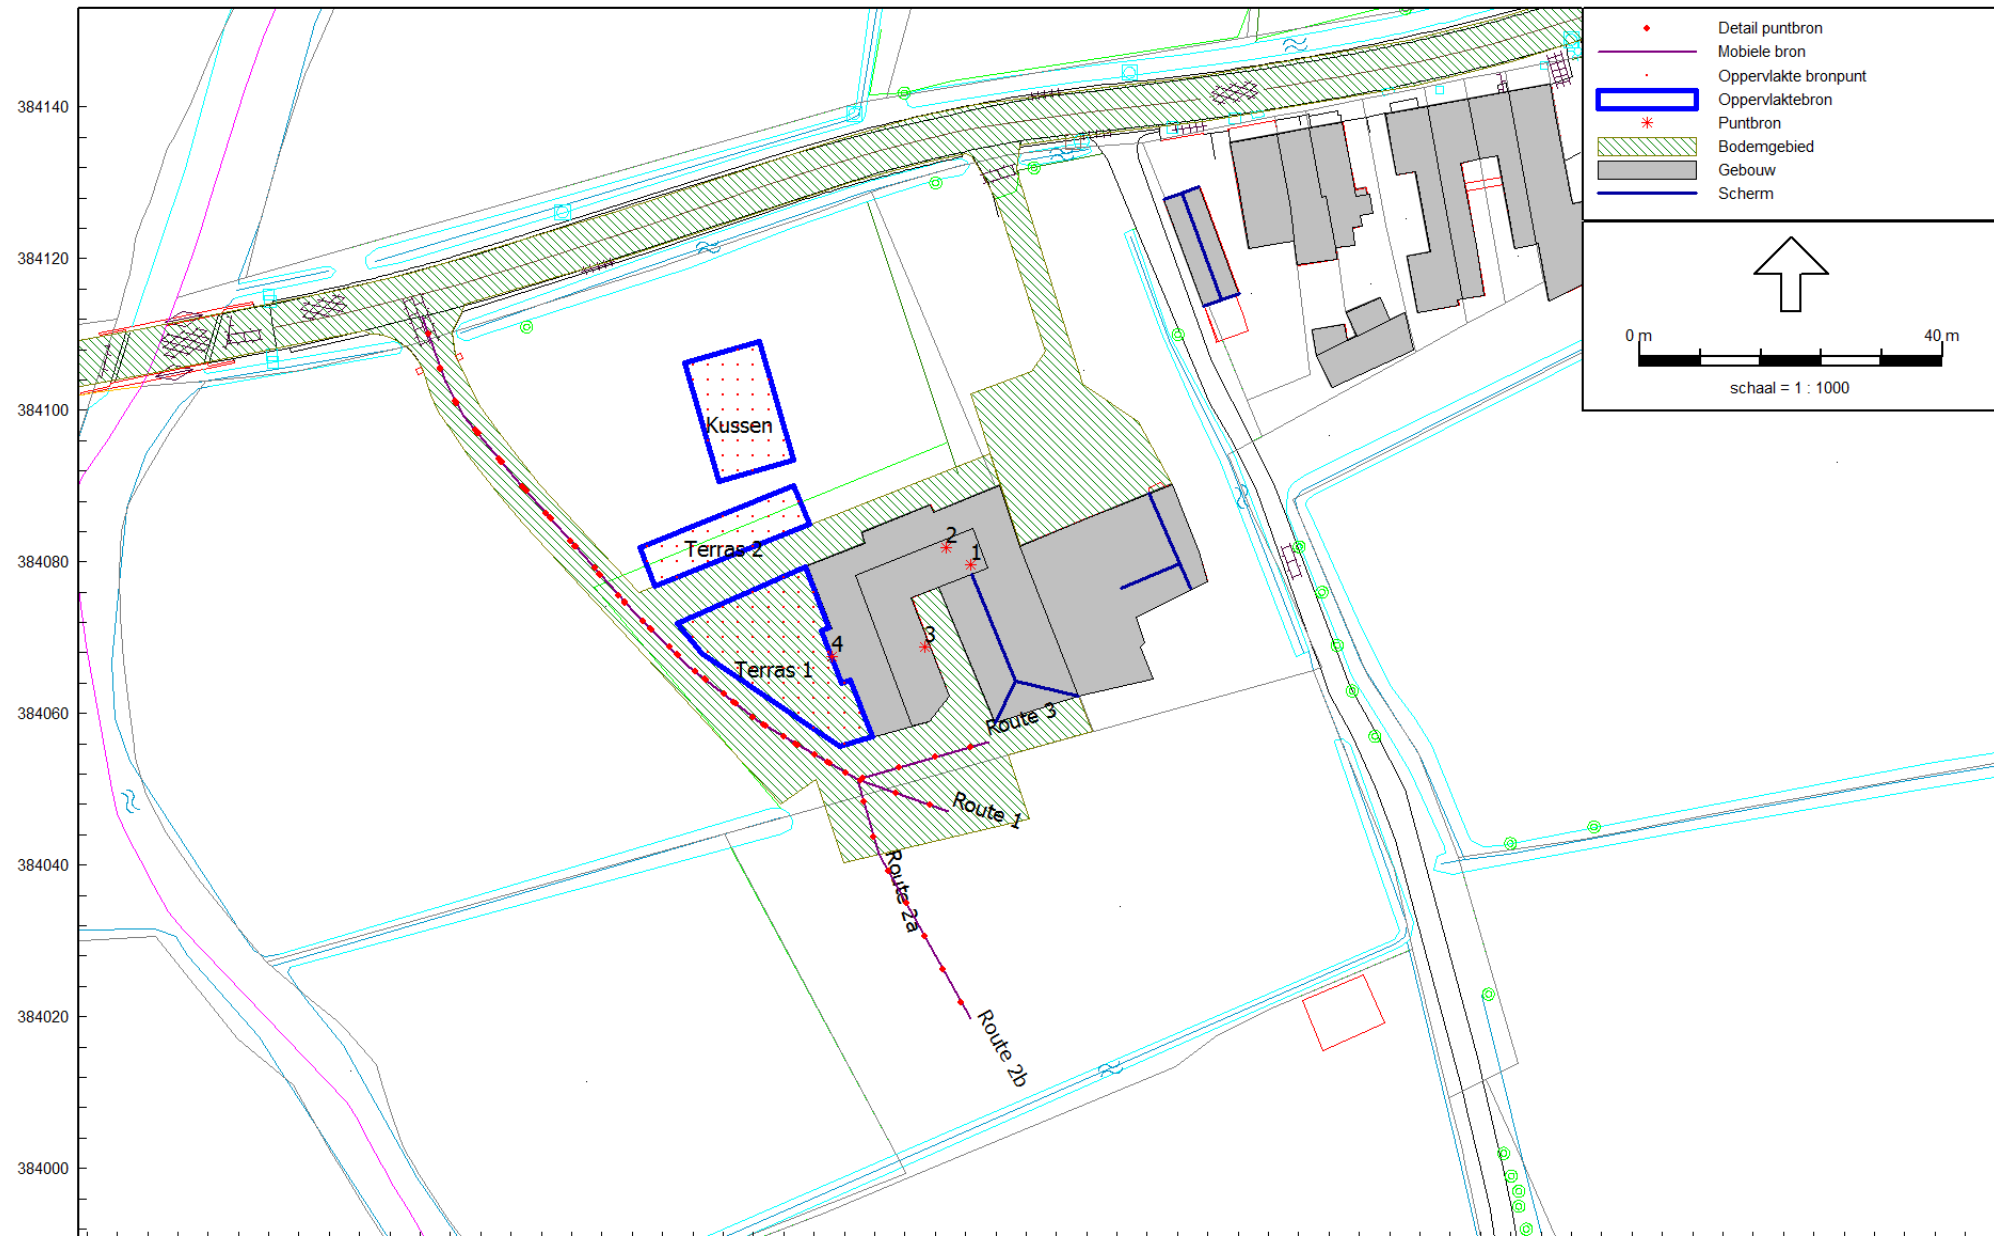 Detail puntbron
Mobiele bron
Oppervlakte bronpunt
Oppervlaktebron
Puntbron
Bodemgebied
Gebouw
Scherm
0 m
40 m
schaal = 1 : 1000
384140
384120
384100
384080
384060
384040
384020
384000
Kussen
Terras 2
Terras 1
2
1
3
4
Route 3
Route 1
Route 2a
Route 2b